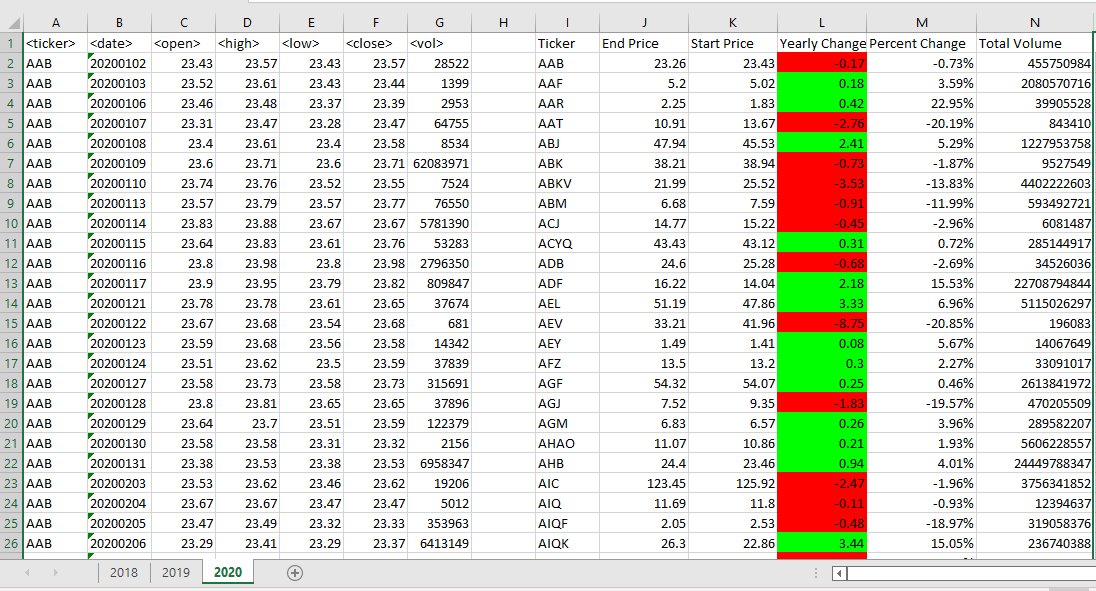 A B C D E F G H I J K L M N
1 <ticker> <date> <open> <high> <low> <close> <vol> Ticker End Price Start Price Yearly Change Percent Change Total Volume
2 AAB 20200102 23.43 23.57 23.43 23.57 28522 AAB 23.26 23.43 -0.17 -0.73% 455750984
3 AAB 20200103 23.52 23.61 23.43 23.44 1399 AAF 5.2 5.02 0.18 3.59% 2080570716
4 AAB 20200106 23.46 23.48 23.37 23.39 2953 AAR 2.25 1.83 0.42 22.95% 39905528
5 AAB 20200107 23.31 23.47 23.28 23.47 64755 AAT 10.91 13.67 -2.76 -20.19% 843410
6 AAB 20200108 23.4 23.61 23.4 23.58 8534 ABJ 47.94 45.53 2.41 5.29% 1227953758
7 AAB 20200109 23.6 23.71 23.6 23.71 62083971 ABK 38.21 38.94 -0.73 -1.87% 9527549
8 AAB 20200110 23.74 23.76 23.52 23.55 7524 ABKV 21.99 25.52 -3.53 -13.83% 4402222603
9 AAB 20200113 23.57 23.79 23.57 23.77 76550 ABM 6.68 7.59 -0.91 -11.99% 593492721
10 AAB 20200114 23.83 23.88 23.67 23.67 5781390 ACJ 14.77 15.22 -0.45 -2.96% 6081487
11 AAB 20200115 23.64 23.83 23.61 23.76 53283 ACYQ 43.43 43.12 0.31 0.72% 285144917
12 AAB 20200116 23.8 23.98 23.8 23.98 2796350 ADB 24.6 25.28 -0.68 -2.69% 34526036
13 AAB 20200117 23.9 23.95 23.79 23.82 809847 ADF 16.22 14.04 2.18 15.53% 22708794844
14 AAB 20200121 23.78 23.78 23.61 23.65 37674 AEL 51.19 47.86 3.33 6.96% 5115026297
15 AAB 20200122 23.67 23.68 23.54 23.68 681 AEV 33.21 41.96 -8.75 -20.85% 196083
16 AAB 20200123 23.59 23.68 23.56 23.58 14342 AEY 1.49 1.41 0.08 5.67% 14067649
17 AAB 20200124 23.51 23.62 23.5 23.59 37839 AFZ 13.5 13.2 0.3 2.27% 33091017
18 AAB 20200127 23.58 23.73 23.58 23.73 315691 AGF 54.32 54.07 0.25 0.46% 2613841972
19 AAB 20200128 23.8 23.81 23.65 23.65 37896 AGJ 7.52 9.35 -1.83 -19.57% 470205509
20 AAB 20200129 23.64 23.7 23.51 23.59 122379 AGM 6.83 6.57 0.26 3.96% 289582207
21 AAB 20200130 23.58 23.58 23.31 23.32 2156 AHAO 11.07 10.86 0.21 1.93% 5606228557
22 AAB 20200131 23.38 23.53 23.38 23.53 6958347 AHB 24.4 23.46 0.94 4.01% 24449788347
23 AAB 20200203 23.53 23.62 23.46 23.62 19206 AIC 123.45 125.92 -2.47 -1.96% 3756341852
24 AAB 20200204 23.67 23.67 23.47 23.47 5012 AIQ 11.69 11.8 -0.11 -0.93% 12394637
25 AAB 20200205 23.47 23.49 23.32 23.33 353963 AIQF 2.05 2.53 -0.48 -18.97% 319058376
26 AAB 20200206 23.29 23.41 23.29 23.37 6413149 AIQK 26.3 22.86 3.44 15.05% 236740388
2018 2019 2020